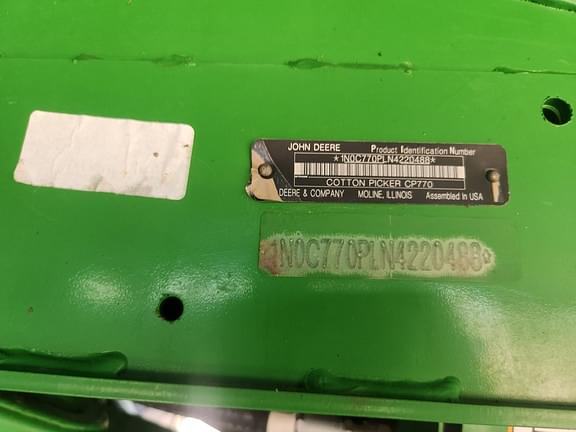 JOHN DEERE Product Identification Number
*1N0C770PLN4220488*
COTTON PICKER CP770
DEERE & COMPANY MOLINE, ILLINOIS Assembled in USA
1N0C770PLN4220488